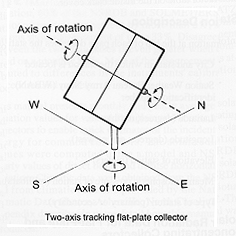 Axis of rotation
W
N
S
E
Axis of rotation
Two-axis tracking flat-plate collector